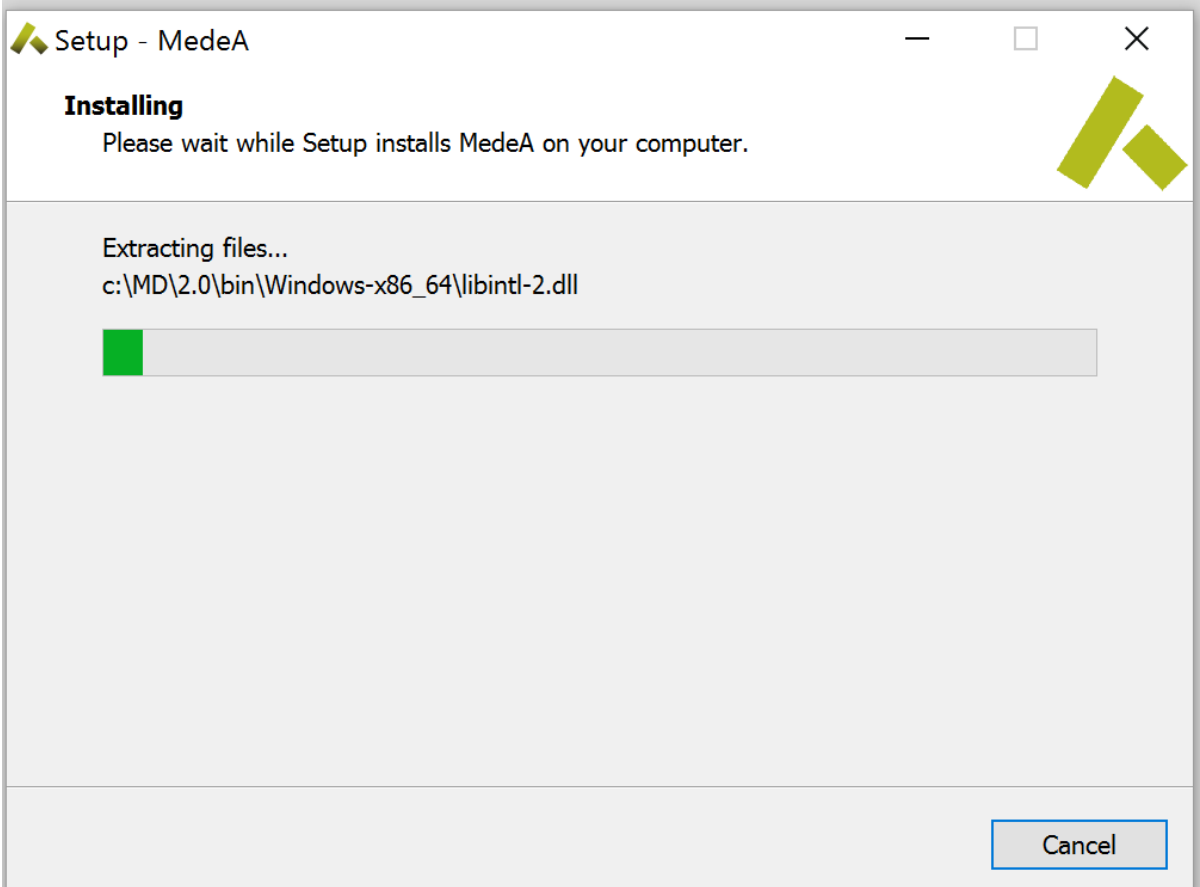 Setup - MedeA
Installing
Please wait while Setup installs MedeA on your computer.
Extracting files...
c:\MD\2.0\bin\Windows-x86_64\libintl-2.dll
Cancel